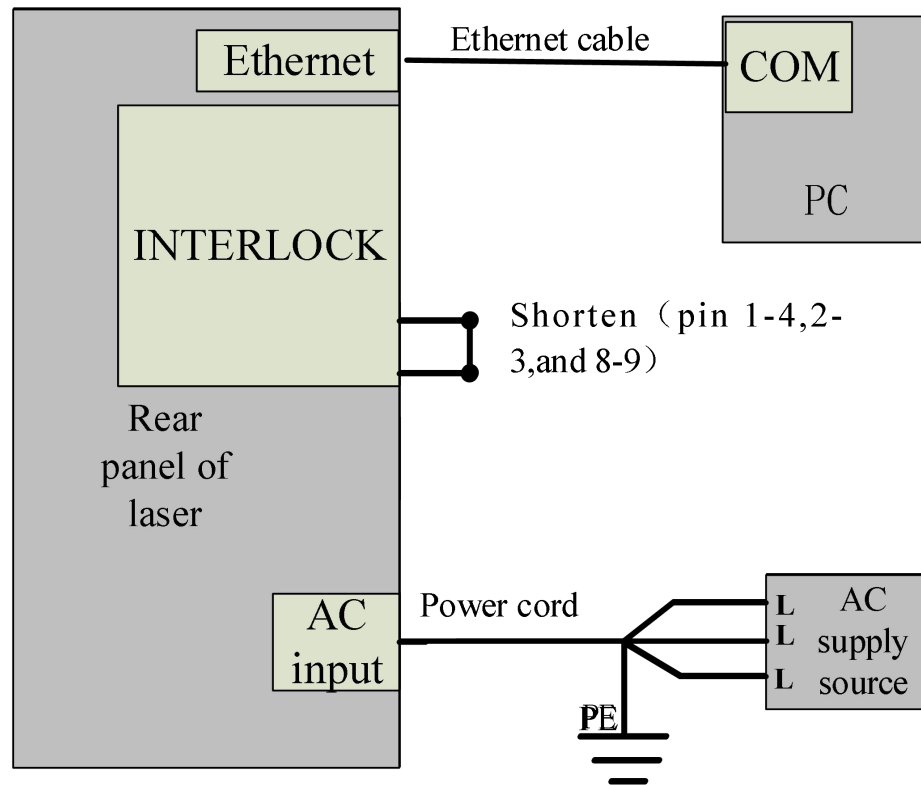 Ethernet
Ethernet cable
COM
PC
INTERLOCK
Shorten（pin 1-4,2-
3,and 8-9）
Rear
panel of
laser
AC
input
Power cord
L
L
L
AC
supply
source
PE